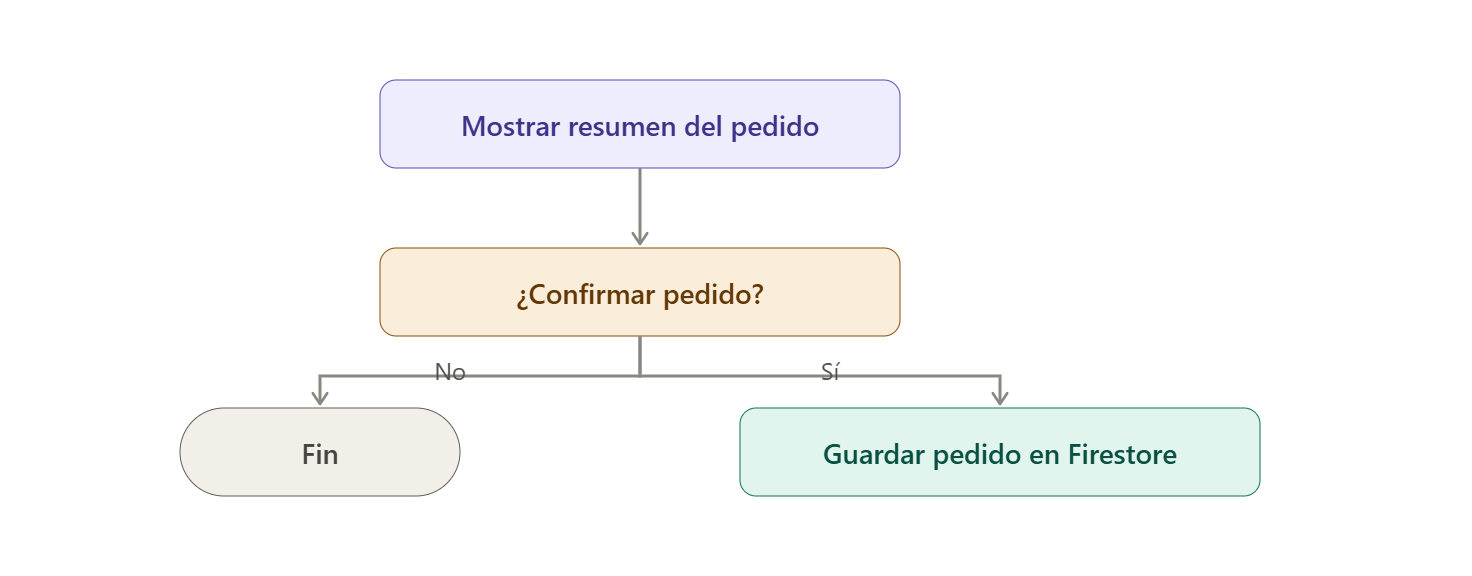 Mostrar resumen del pedido
¿Confirmar pedido?
No
Sí
Fin
Guardar pedido en Firestore